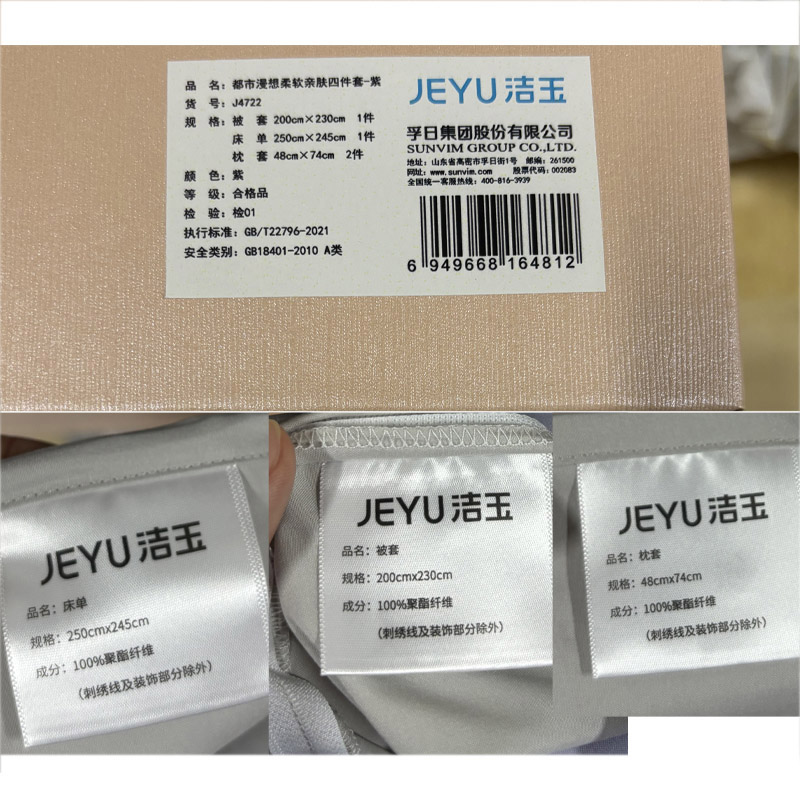 品 名：都市漫想柔软亲肤四件套-紫
货 号：J4722
规 格：被 套 200cm×230cm 1件
床 单 250cm×245cm 1件
枕 套 48cm×74cm 2件
颜 色：紫
等 级：合格品
检 验：检01
执行标准：GB/T22796-2021
安全类别：GB18401-2010 A类
JEYU 洁玉
孚日集团股份有限公司
SUNVIM GROUP CO.,LTD.
地址：山东省高密市孚日街1号 邮编：261500
网址：www.sunvim.com 股票代码：002083
全国统一客服热线：400-816-3939
6 949668 164812
JEYU 洁玉
品名：床单
规格：250cmx245cm
成分：100%聚酯纤维
（刺绣线及装饰部分除外）
JEYU 洁玉
品名：被套
规格：200cmx230cm
成分：100%聚酯纤维
（刺绣线及装饰部分除外）
JEYU 洁玉
品名：枕套
规格：48cmx74cm
成分：100%聚酯纤维
（刺绣线及装饰部分除外）